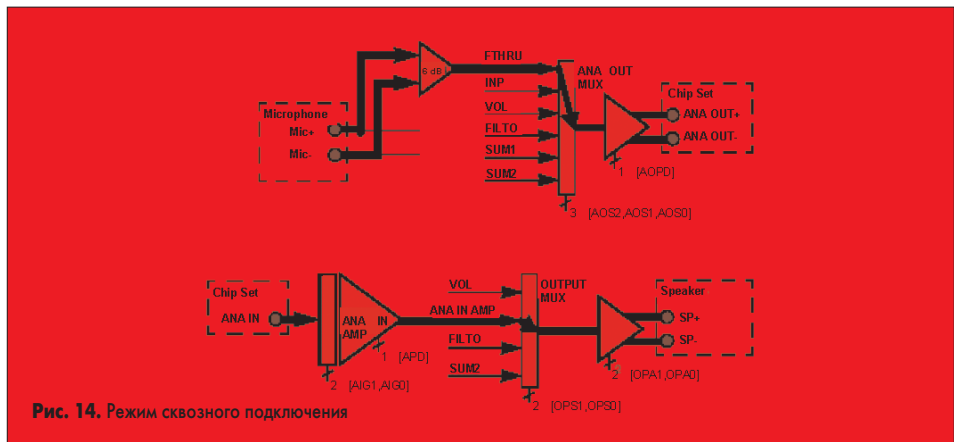 FTHRU
INP
VOL
FILTO
SUM1
SUM2
6 dB
ANA OUT
MUX
Microphone
Mic+
Mic-
Chip Set
ANA OUT+
ANA OUT-
1 [AOPD]
3 [AOS2,AOS1,AOS0]
Chip Set
ANA IN
ANA IN
AMP
1 [APD]
2 [AIG1,AIG0]
VOL
ANA IN AMP
FILTO
SUM2
OUTPUT
MUX
2 [OPS1,OPS0]
Speaker
SP+
SP-
2 [OPA1,OPA0]
Рис. 14. Режим сквозного подключения